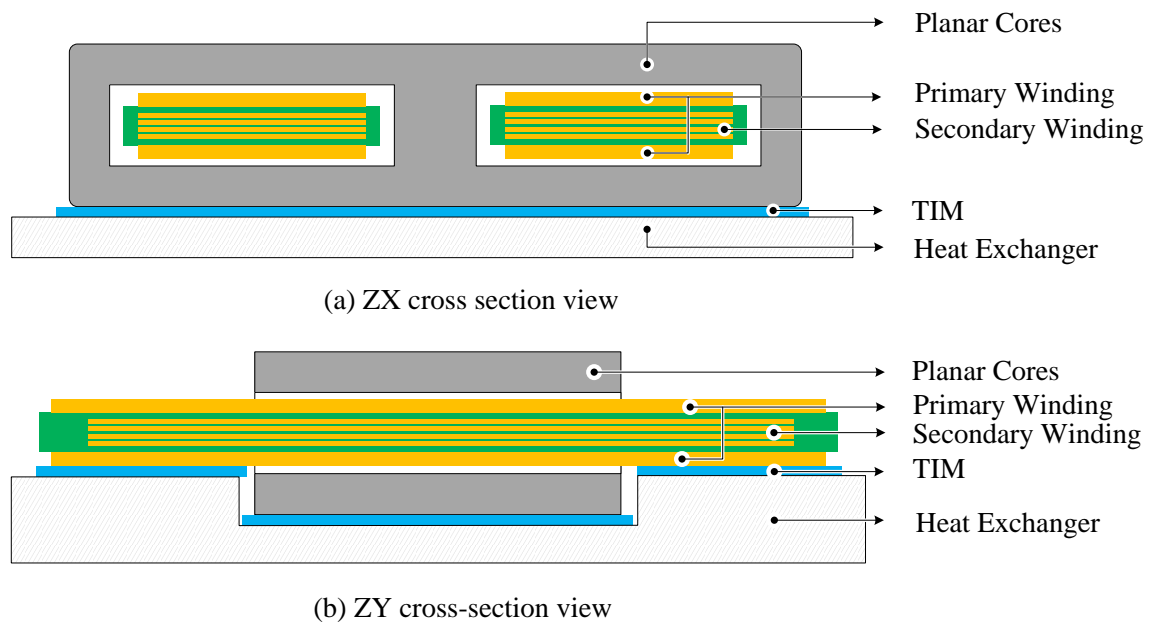 Planar Cores
Primary Winding
Secondary Winding
TIM
Heat Exchanger
(a) ZX cross section view
Planar Cores
Primary Winding
Secondary Winding
TIM
Heat Exchanger
(b) ZY cross-section view